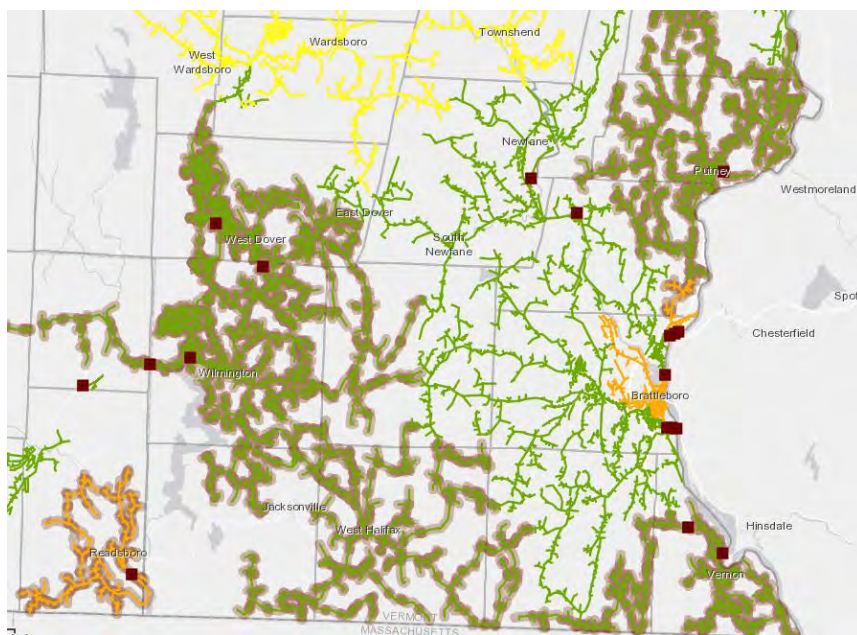 Wardsboro
Townshend
West
Wardsboro
Newfane
Putney
Westmoreland
East Dover
West Dover
South
Newfane
Spof
Chesterfield
Wilmington
Brattleboro
Jacksonville
West Halifax
Hinsdale
Readsboro
Vernon
VERMONT
MASSACHUSETTS